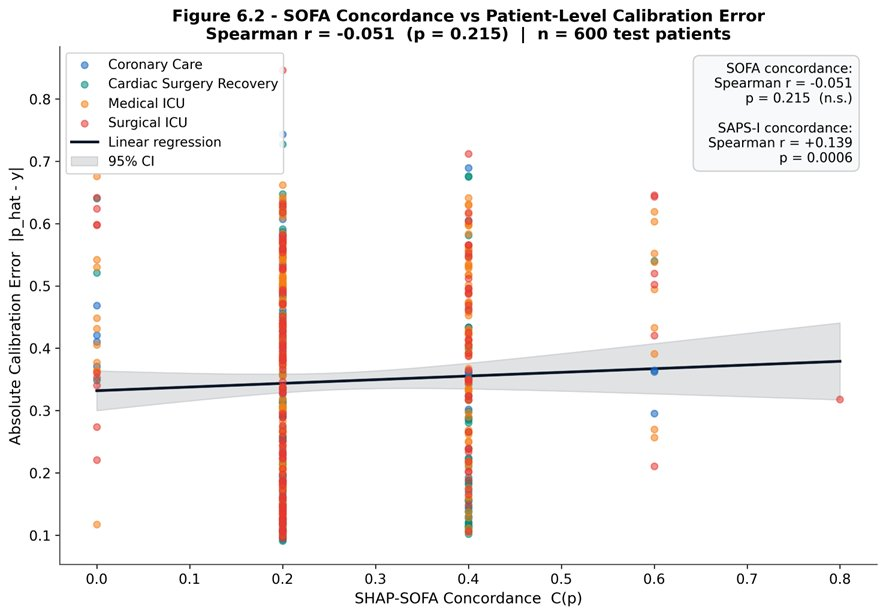 Figure 6.2 - SOFA Concordance vs Patient-Level Calibration Error
Spearman r = -0.051 (p = 0.215) | n = 600 test patients
Coronary Care
Cardiac Surgery Recovery
Medical ICU
Surgical ICU
Linear regression
95% CI
SOFA concordance:
Spearman r = -0.051
p = 0.215 (n.s.)
SAPS-I concordance:
Spearman r = +0.139
p = 0.0006
Absolute Calibration Error |p_hat - y|
0.8
0.7
0.6
0.5
0.4
0.3
0.2
0.1
0.0 0.1 0.2 0.3 0.4 0.5 0.6 0.7 0.8
SHAP-SOFA Concordance C(p)